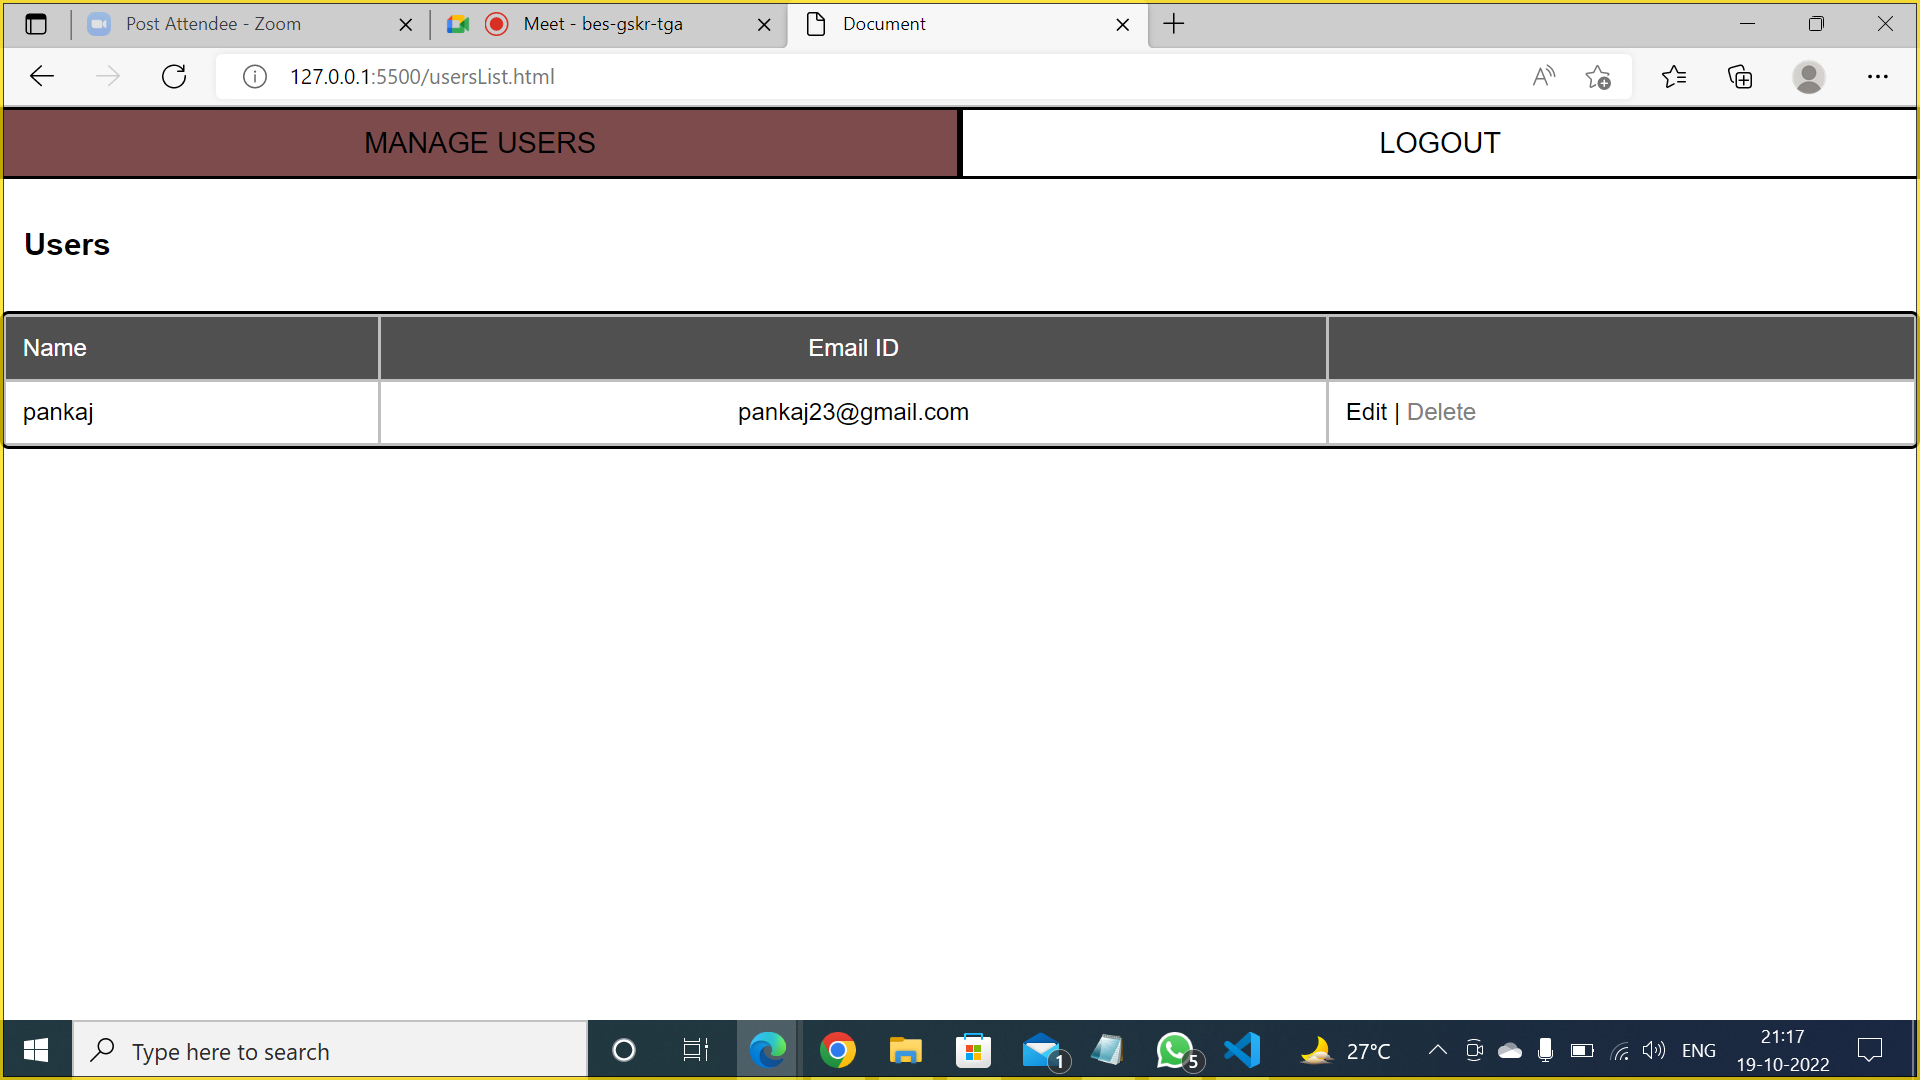 Post Attendee - Zoom
Meet - bes-gskr-tga
Document
127.0.0.1:5500/usersList.html
MANAGE USERS
LOGOUT
Users
Name
Email ID
pankaj
pankaj23@gmail.com
Edit | Delete
Type here to search
1
5
27°C
ENG
21:17
19-10-2022